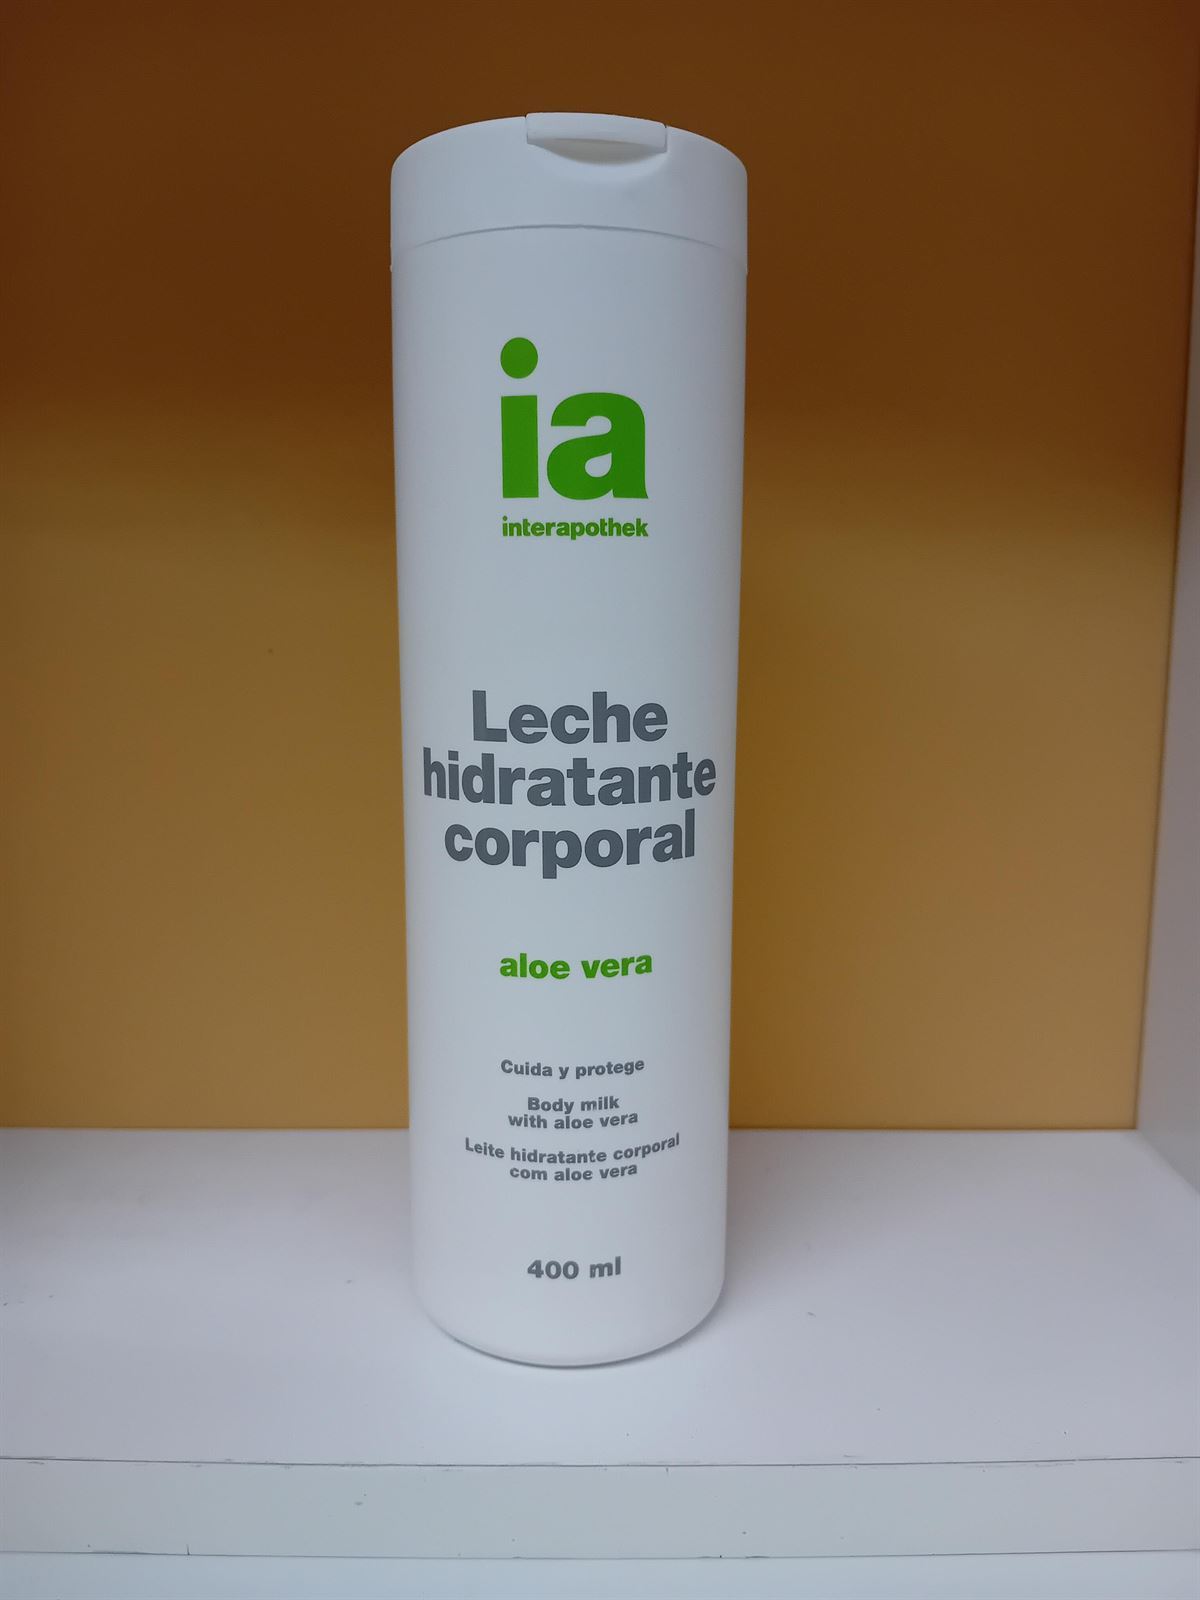 ia
interapothek
Leche
hidratante
corporal
aloe vera
Cuida y protege
Body milk
with aloe vera
Leite hidratante corporal
com aloe vera
400 ml